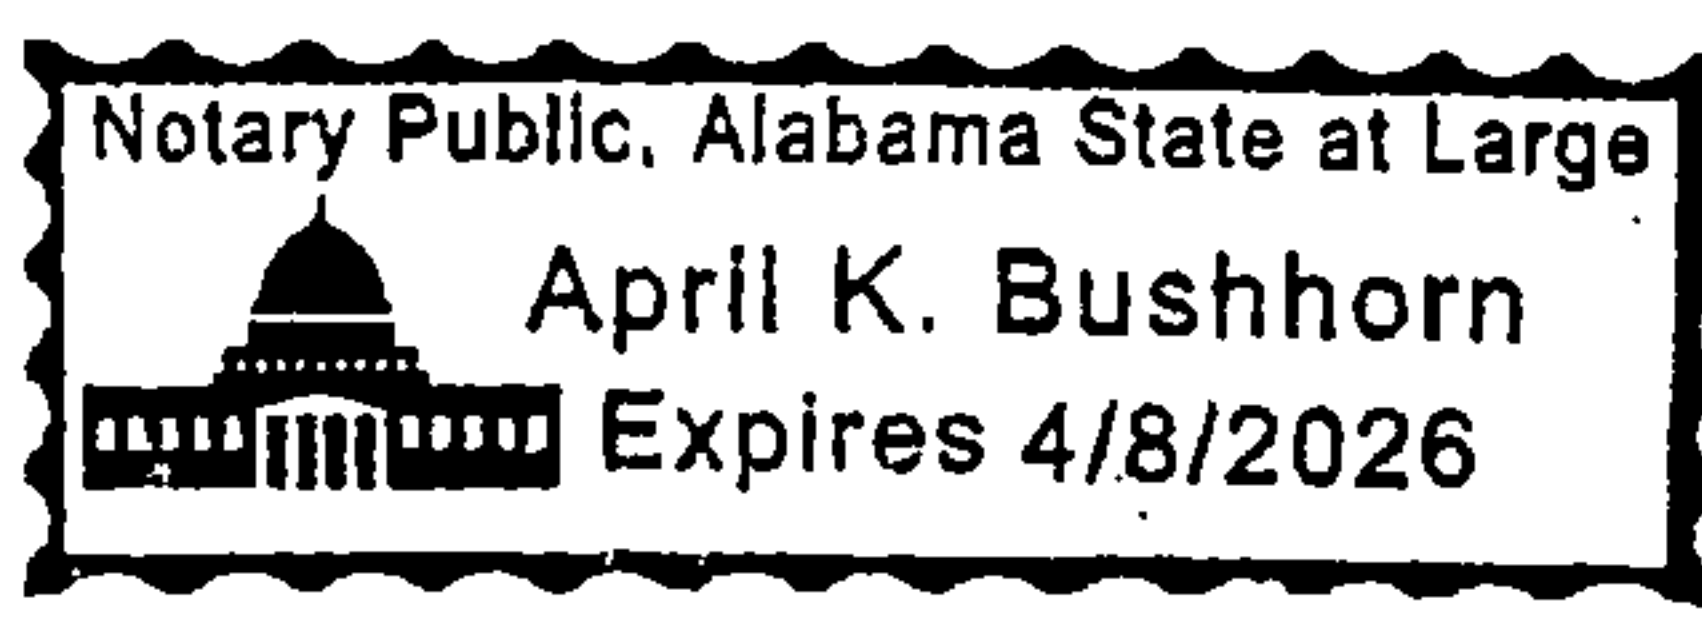 Notary Public, Alabama State at Large
April K. Bushhorn
Expires 4/8/2026